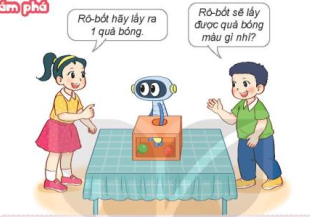 ám phá
Rô-bốt hãy lấy ra
1 quả bóng.
Rô-bốt sẽ lấy
được quả bóng
màu gì nhỉ?